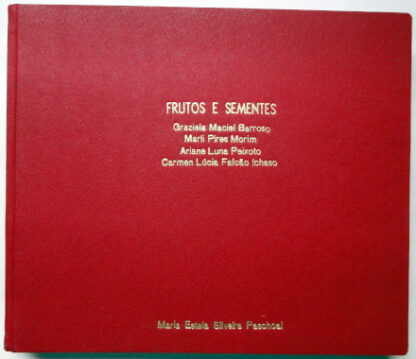 FRUTOS E SEMENTES
Graziela Maciel Barroso
Marli Pires Morim
Ariane Luna Peixoto
Carmen Lúcia Falcão Ichaso
Maria Estela Silveira Paschoal